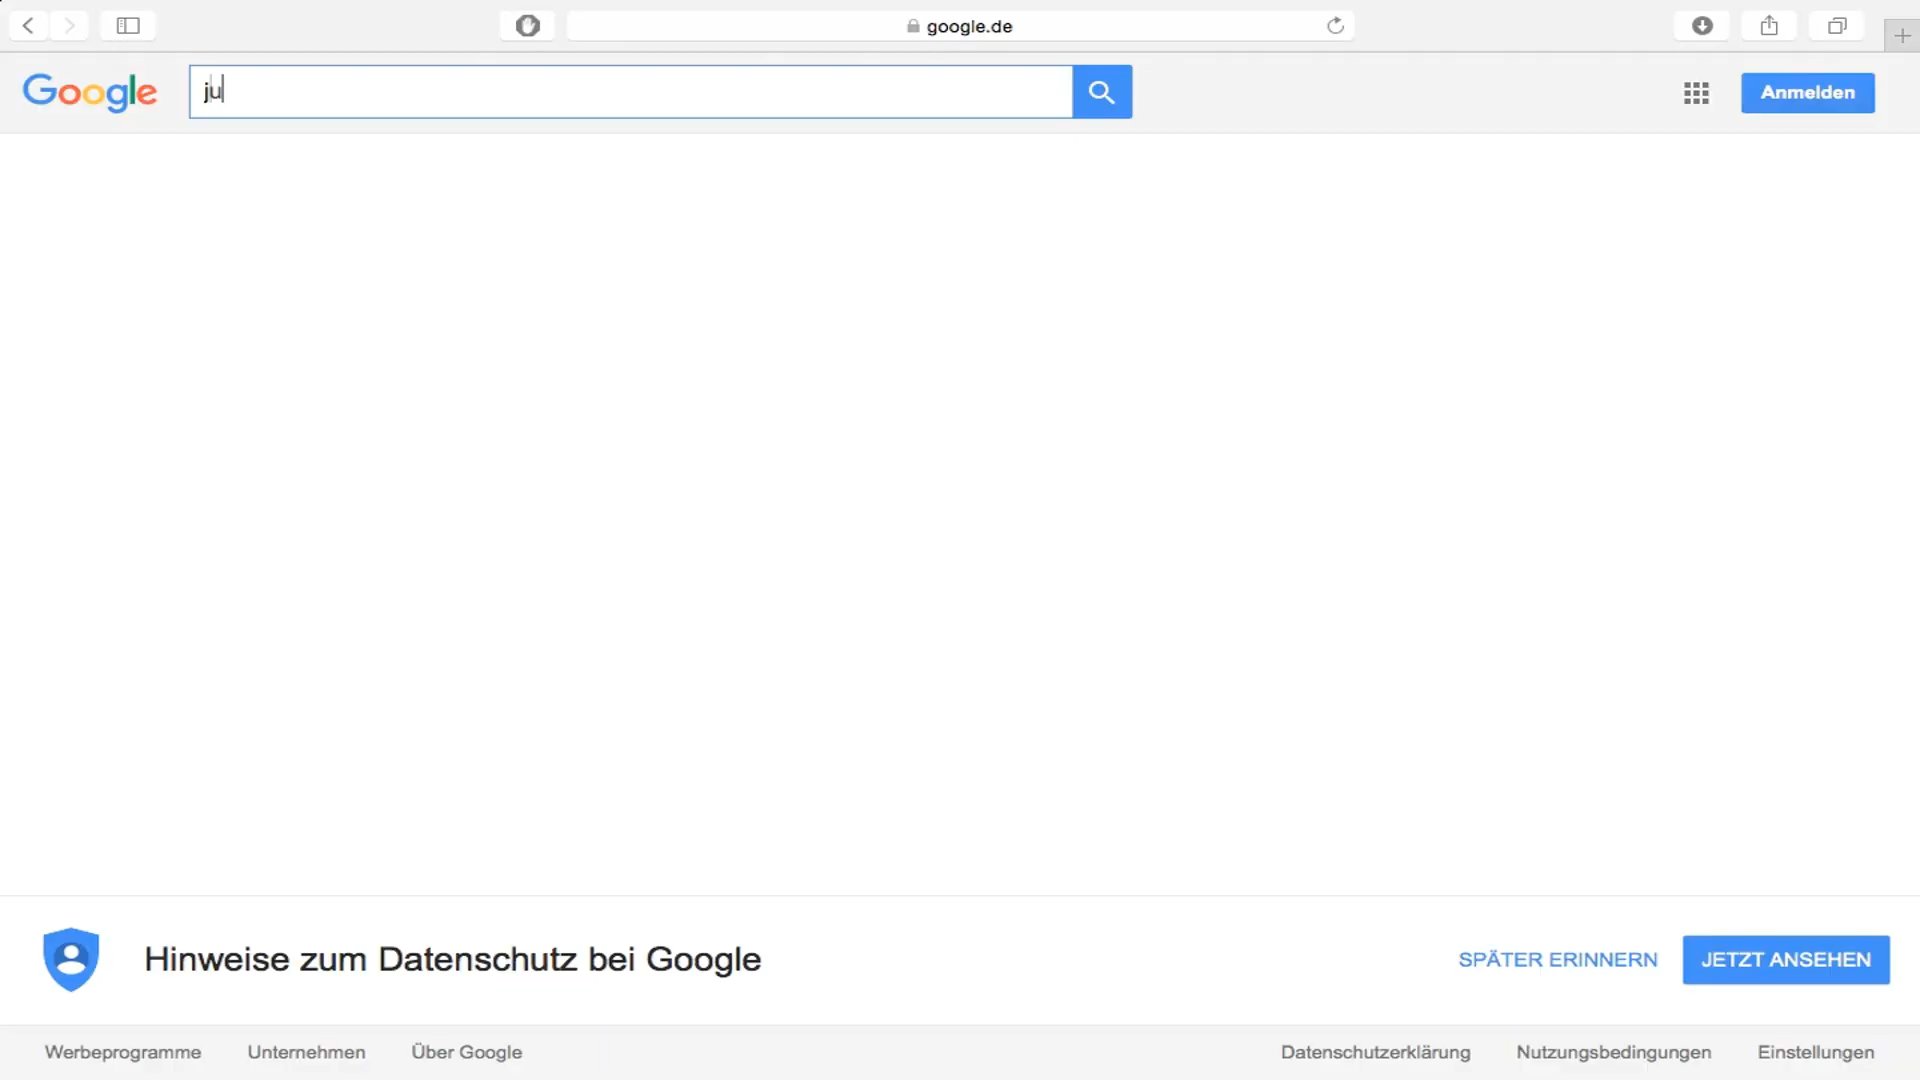 google.de
Google
ju
Anmelden
Hinweise zum Datenschutz bei Google
SPÄTER ERINNERN
JETZT ANSEHEN
Werbeprogramme
Unternehmen
Über Google
Datenschutzerklärung
Nutzungsbedingungen
Einstellungen